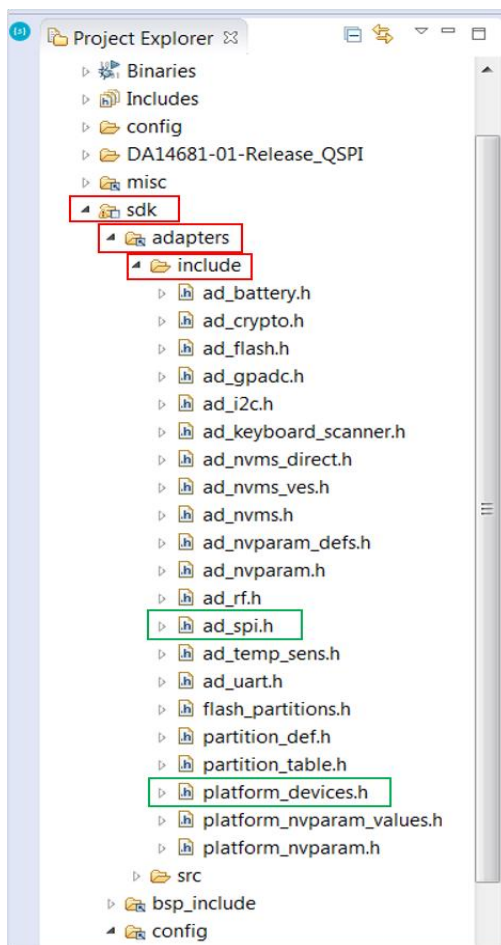 Project Explorer
Binaries
Includes
config
DA14681-01-Release_QSPI
misc
sdk
adapters
include
ad_battery.h
ad_crypto.h
ad_flash.h
ad_gpadc.h
ad_i2c.h
ad_keyboard_scanner.h
ad_nvms_direct.h
ad_nvms_ves.h
ad_nvms.h
ad_nvparam_defs.h
ad_nvparam.h
ad_rf.h
ad_spi.h
ad_temp_sens.h
ad_uart.h
flash_partitions.h
partition_def.h
partition_table.h
platform_devices.h
platform_nvparam_values.h
platform_nvparam.h
src
bsp_include
config